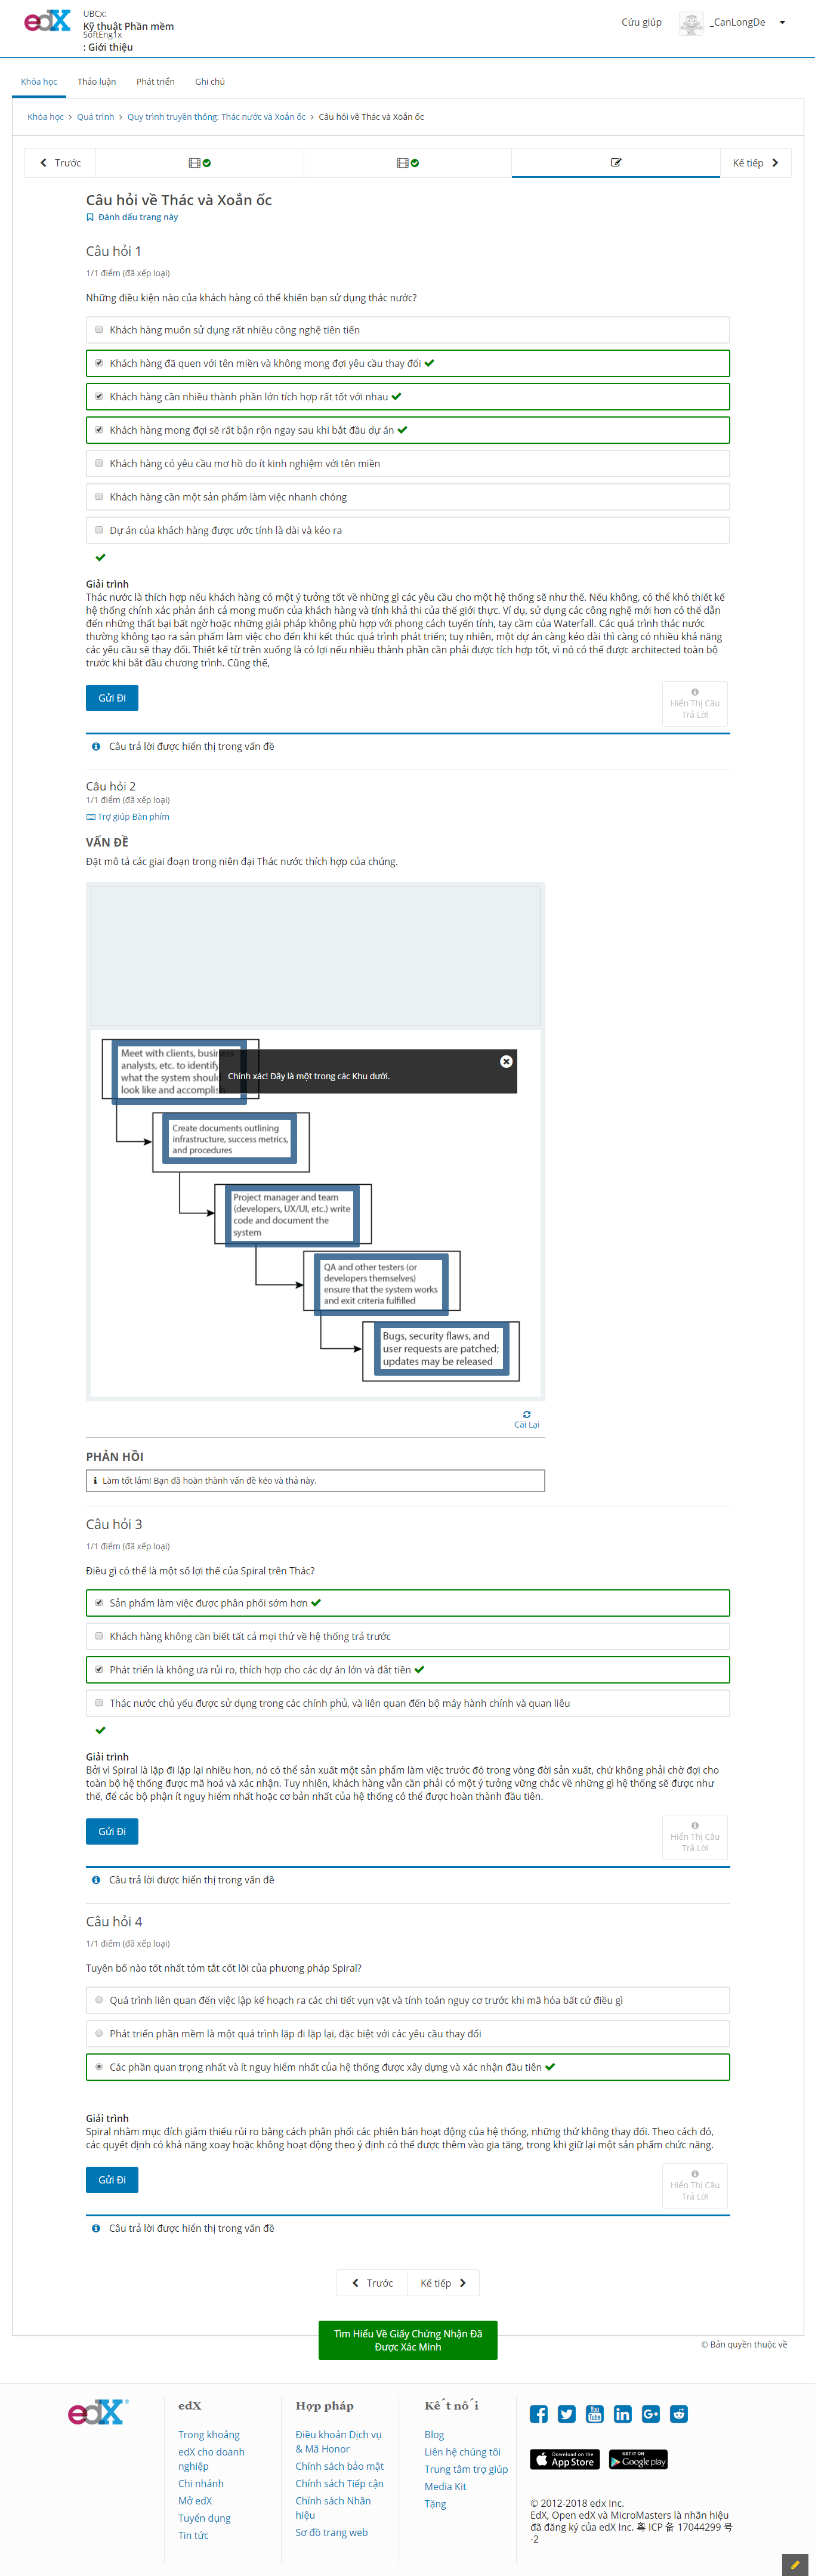 edX
UBCx:
Kỹ thuật Phần mềm
SoftEng1x
: Giới thiệu
Cứu giúp
_CanLongDe
Khóa học
Thảo luận
Phát triển
Ghi chú
Khóa học > Quá trình > Quy trình truyền thống: Thác nước và Xoắn ốc > Câu hỏi về Thác và Xoắn ốc
Trước
Kế tiếp
Câu hỏi về Thác và Xoắn ốc
Đánh dấu trang này
Câu hỏi 1
1/1 điểm (đã xếp loại)
Những điều kiện nào của khách hàng có thể khiến bạn sử dụng thác nước?
Khách hàng muốn sử dụng rất nhiều công nghệ tiên tiến
Khách hàng đã quen với tên miền và không mong đợi yêu cầu thay đổi
Khách hàng cần nhiều thành phần lớn tích hợp rất tốt với nhau
Khách hàng mong đợi sẽ rất bận rộn ngay sau khi bắt đầu dự án
Khách hàng có yêu cầu mơ hồ do ít kinh nghiệm với tên miền
Khách hàng cần một sản phẩm làm việc nhanh chóng
Dự án của khách hàng được ước tính là dài và kéo ra
Giải trình
Thác nước là thích hợp nếu khách hàng có một ý tưởng tốt về những gì các yêu cầu cho một hệ thống sẽ như thế. Nếu không, có thể khó thiết kế
hệ thống chính xác phản ánh cả mong muốn của khách hàng và tính khả thi của thế giới thực. Ví dụ, sử dụng các công nghệ mới hơn có thể dẫn
đến những thất bại bất ngờ hoặc những giải pháp không phù hợp với phong cách tuyến tính, tay cầm của Waterfall. Các quá trình thác nước
thường không tạo ra sản phẩm làm việc cho đến khi kết thúc quá trình phát triển; tuy nhiên, một dự án càng kéo dài thì càng có nhiều khả năng
các yêu cầu sẽ thay đổi. Thiết kế từ trên xuống là có lợi nếu nhiều thành phần cần phải được tích hợp tốt, vì nó có thể được architected toàn bộ
trước khi bắt đầu chương trình. Cũng thế,
Gửi Đi
Hiển Thị Câu
Trả Lời
Câu trả lời được hiển thị trong vấn đề
Câu hỏi 2
1/1 điểm (đã xếp loại)
Trợ giúp Bàn phím
VẤN ĐỀ
Đặt mô tả các giai đoạn trong niên đại Thác nước thích hợp của chúng.
Meet with clients, business
analysts, etc. to identify
what the system should
look like and accomplish
Chính xác! Đây là một trong các Khu dưới.
Create documents outlining
infrastructure, success metrics,
and procedures
Project manager and team
(developers, UX/UI, etc.) write
code and document the
system
QA and other testers (or
developers themselves)
ensure that the system works
and exit criteria fulfilled
Bugs, security flaws, and
user requests are patched;
updates may be released
Cài Lại
PHẢN HỒI
Làm tốt lắm! Bạn đã hoàn thành vấn đề kéo và thả này.
Câu hỏi 3
1/1 điểm (đã xếp loại)
Điều gì có thể là một số lợi thế của Spiral trên Thác?
Sản phẩm làm việc được phân phối sớm hơn
Khách hàng không cần biết tất cả mọi thứ về hệ thống trả trước
Phát triển là không ưa rủi ro, thích hợp cho các dự án lớn và đắt tiền
Thác nước chủ yếu được sử dụng trong các chính phủ, và liên quan đến bộ máy hành chính và quan liêu
Giải trình
Bởi vì Spiral là lặp đi lặp lại nhiều hơn, nó có thể sản xuất một sản phẩm làm việc trước đó trong vòng đời sản xuất, chứ không phải chờ đợi cho
toàn bộ hệ thống được mã hoá và xác nhận. Tuy nhiên, khách hàng vẫn cần phải có một ý tưởng vững chắc về những gì hệ thống sẽ được như
thế, để các bộ phận ít nguy hiểm nhất hoặc cơ bản nhất của hệ thống có thể được hoàn thành đầu tiên.
Gửi Đi
Hiển Thị Câu
Trả Lời
Câu trả lời được hiển thị trong vấn đề
Câu hỏi 4
1/1 điểm (đã xếp loại)
Tuyên bố nào tốt nhất tóm tắt cốt lõi của phương pháp Spiral?
Quá trình liên quan đến việc lập kế hoạch ra các chi tiết vụn vặt và tính toán nguy cơ trước khi mã hóa bất cứ điều gì
Phát triển phần mềm là một quá trình lặp đi lặp lại, đặc biệt với các yêu cầu thay đổi
Các phần quan trọng nhất và ít nguy hiểm nhất của hệ thống được xây dựng và xác nhận đầu tiên
Giải trình
Spiral nhằm mục đích giảm thiểu rủi ro bằng cách phân phối các phiên bản hoạt động của hệ thống, những thứ không thay đổi. Theo cách đó,
các quyết định có khả năng xoay hoặc không hoạt động theo ý định có thể được thêm vào gia tăng, trong khi giữ lại một sản phẩm chức năng.
Gửi Đi
Hiển Thị Câu
Trả Lời
Câu trả lời được hiển thị trong vấn đề
Trước
Kế tiếp
Tìm Hiểu Về Giấy Chứng Nhận Đã
Được Xác Minh
© Bản quyền thuộc về
edX
edX
Trong khoảng
edX cho doanh
nghiệp
Chi nhánh
Mở edX
Tuyển dụng
Tin tức
Hợp pháp
Điều khoản Dịch vụ
& Mã Honor
Chính sách bảo mật
Chính sách Tiếp cận
Chính sách Nhãn
hiệu
Sơ đồ trang web
Kết nối
Blog
Liên hệ chúng tôi
Trung tâm trợ giúp
Media Kit
Tặng
You Tube
Download on the
App Store
GET IT ON
Google play
© 2012-2018 edx Inc.
EdX, Open edX và MicroMasters là nhãn hiệu
đã đăng ký của edX Inc. 粤 ICP 备 17044299 号
-2